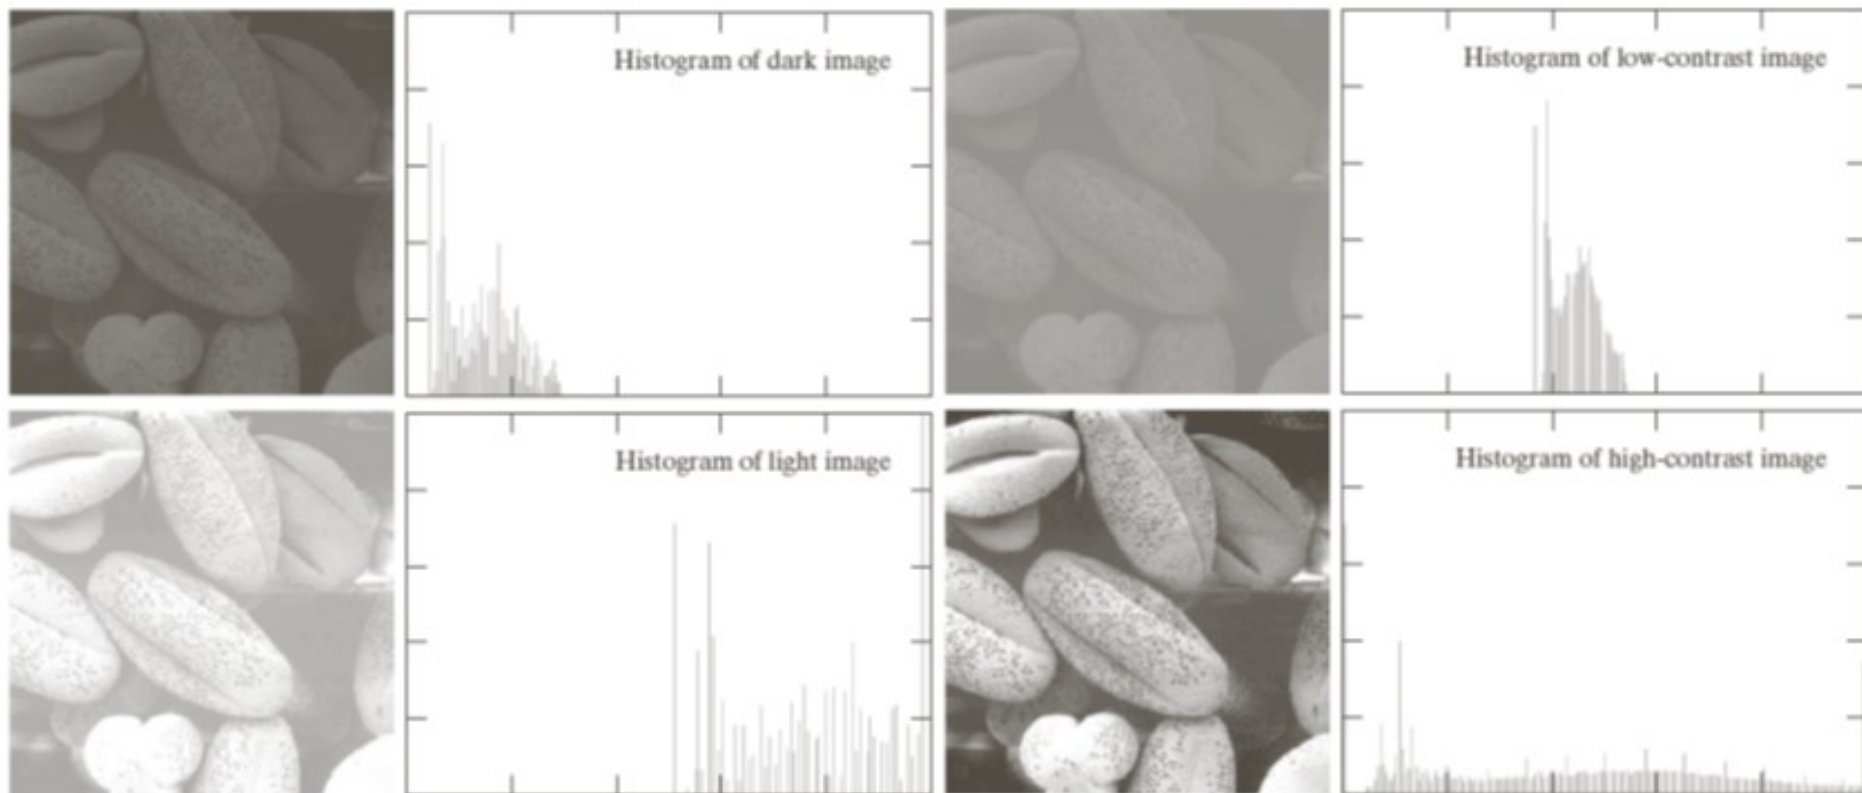 Histogram of dark image
Histogram of low-contrast image
Histogram of light image
Histogram of high-contrast image